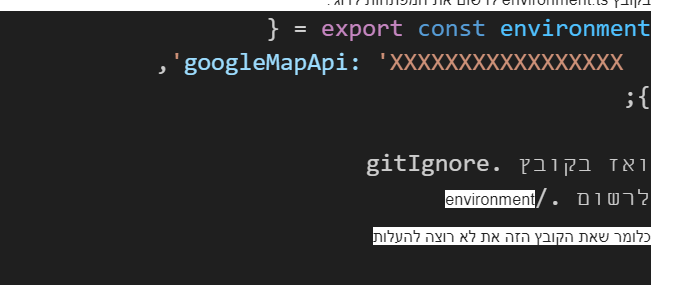 בקובץ environment.ts לרשום את המפתחות לדוג':
export const environment = {
googleMapApi: 'XXXXXXXXXXXXXXXXX',
};
ואז בקובץ .gitIgnore
לרשום ./environment
כלומר שאת הקובץ הזה את לא רוצה להעלות